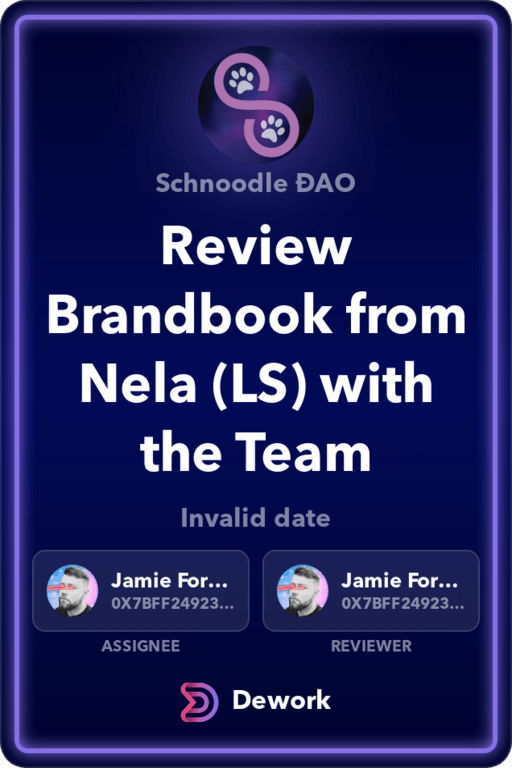 Schnoodle ÐAO
Review
Brandbook from
Nela (LS) with
the Team
Invalid date
Jamie For...
0X7BFF24923...
ASSIGNEE
Jamie For...
0X7BFF24923...
REVIEWER
Dework